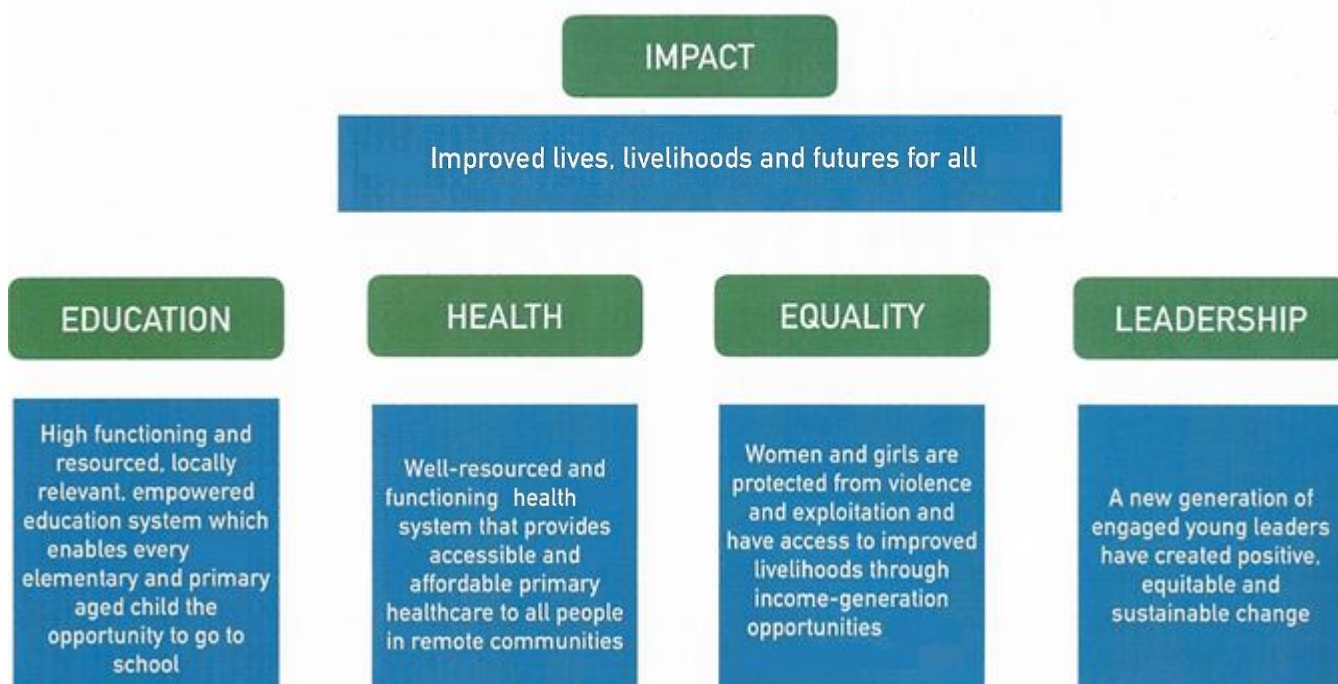 IMPACT
Improved lives, livelihoods and futures for all
EDUCATION
High functioning and
resourced, locally
relevant, empowered
education system which
enables every
elementary and primary
aged child the
opportunity to go to
school
HEALTH
Well-resourced and
functioning health
system that provides
accessible and
affordable primary
healthcare to all people
in remote communities
EQUALITY
Women and girls are
protected from violence
and exploitation and
have access to improved
livelihoods through
income-generation
opportunities
LEADERSHIP
A new generation of
engaged young leaders
have created positive,
equitable and
sustainable change